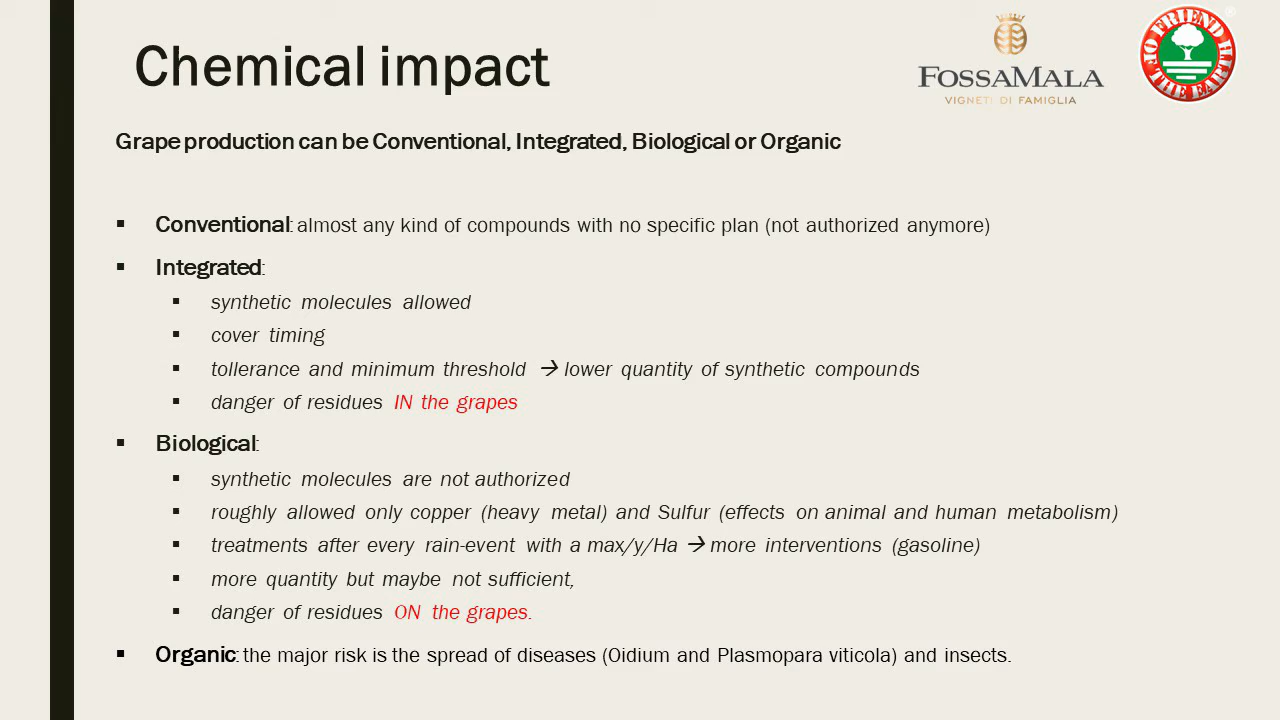 Chemical impact
FOSSAMALA
VIGNETI DI FAMIGLIA
FRIEND
OF THE EARTH
®
Grape production can be Conventional, Integrated, Biological or Organic
▪ Conventional: almost any kind of compounds with no specific plan (not authorized anymore)
▪ Integrated:
▪ synthetic molecules allowed
▪ cover timing
▪ tollerance and minimum threshold → lower quantity of synthetic compounds
▪ danger of residues IN the grapes
▪ Biological:
▪ synthetic molecules are not authorized
▪ roughly allowed only copper (heavy metal) and Sulfur (effects on animal and human metabolism)
▪ treatments after every rain-event with a max/y/Ha → more interventions (gasoline)
▪ more quantity but maybe not sufficient,
▪ danger of residues ON the grapes.
▪ Organic: the major risk is the spread of diseases (Oidium and Plasmopara viticola) and insects.